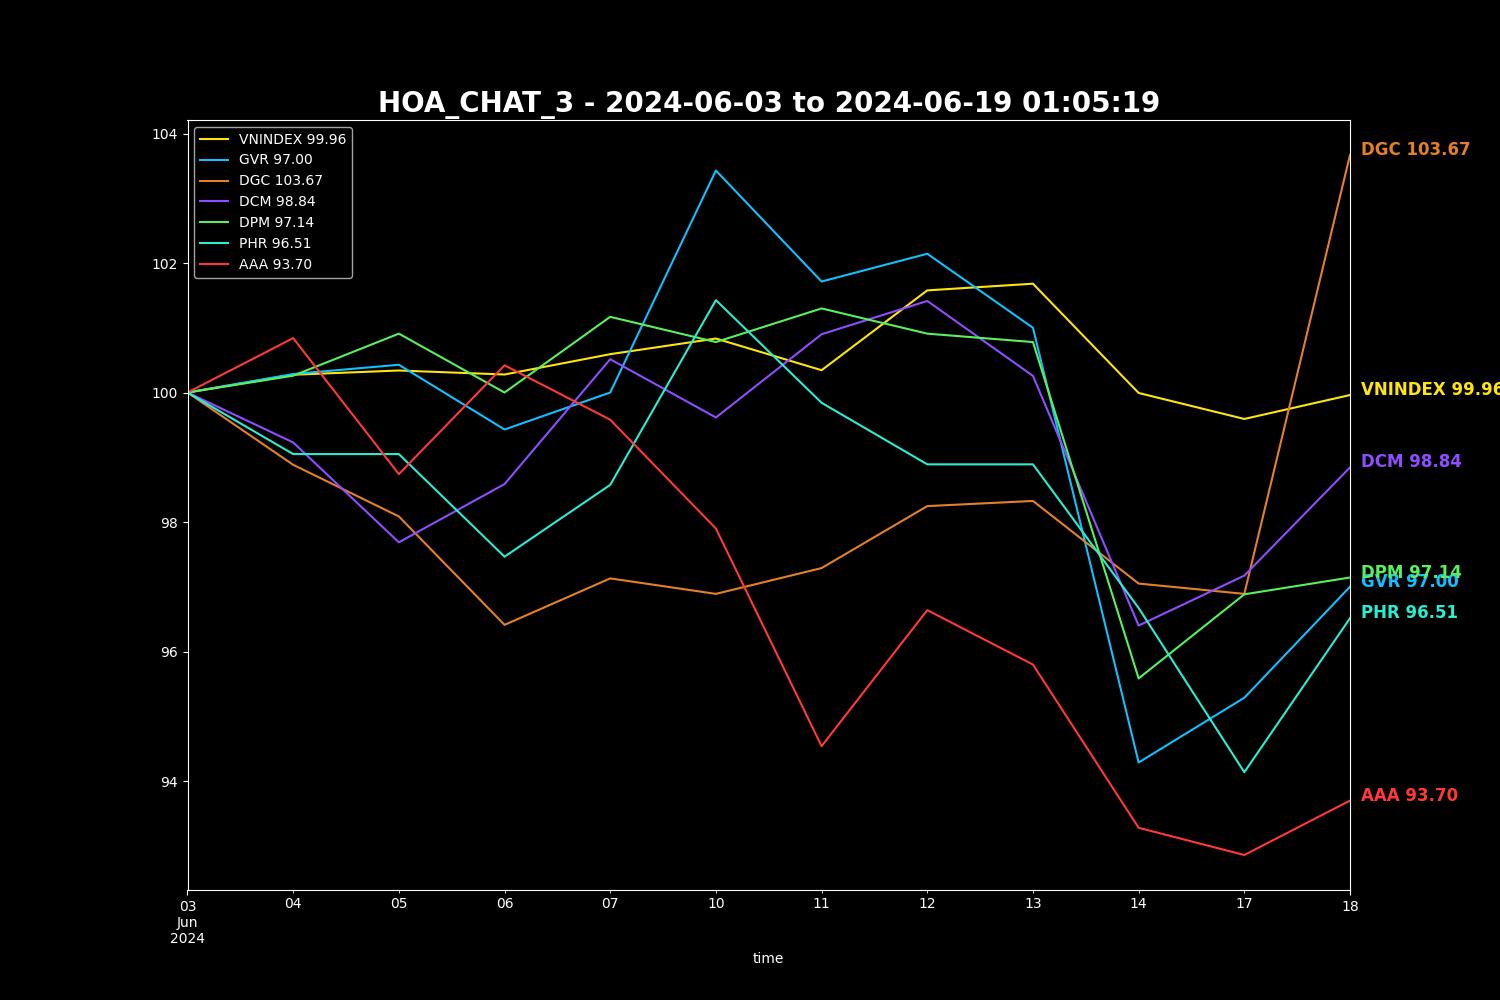 HOA_CHAT_3 - 2024-06-03 to 2024-06-19 01:05:19
104
102
100
98
96
94
VNINDEX 99.96
GVR 97.00
DGC 103.67
DCM 98.84
DPM 97.14
PHR 96.51
AAA 93.70
DGC 103.67
VNINDEX 99.96
DCM 98.84
DPM 97.14
GVR 97.00
PHR 96.51
AAA 93.70
03 04 05 06 07 10 11 12 13 14 17 18
Jun
2024
time